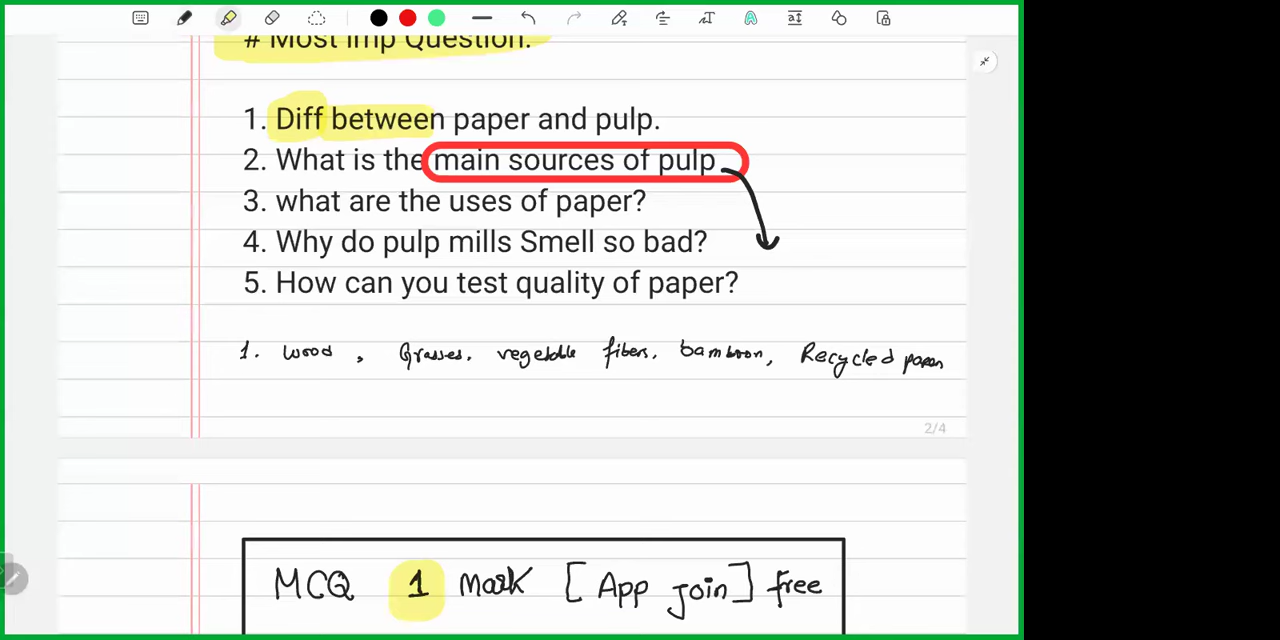 # Most Imp Question.
1. Diff between paper and pulp.
2. What is the main sources of pulp
3. what are the uses of paper?
4. Why do pulp mills Smell so bad?
5. How can you test quality of paper?
1. wood, Grasses. vegetable fibers. bamboon, Recycled paper
2/4
MCQ 1 Mark [App join] free